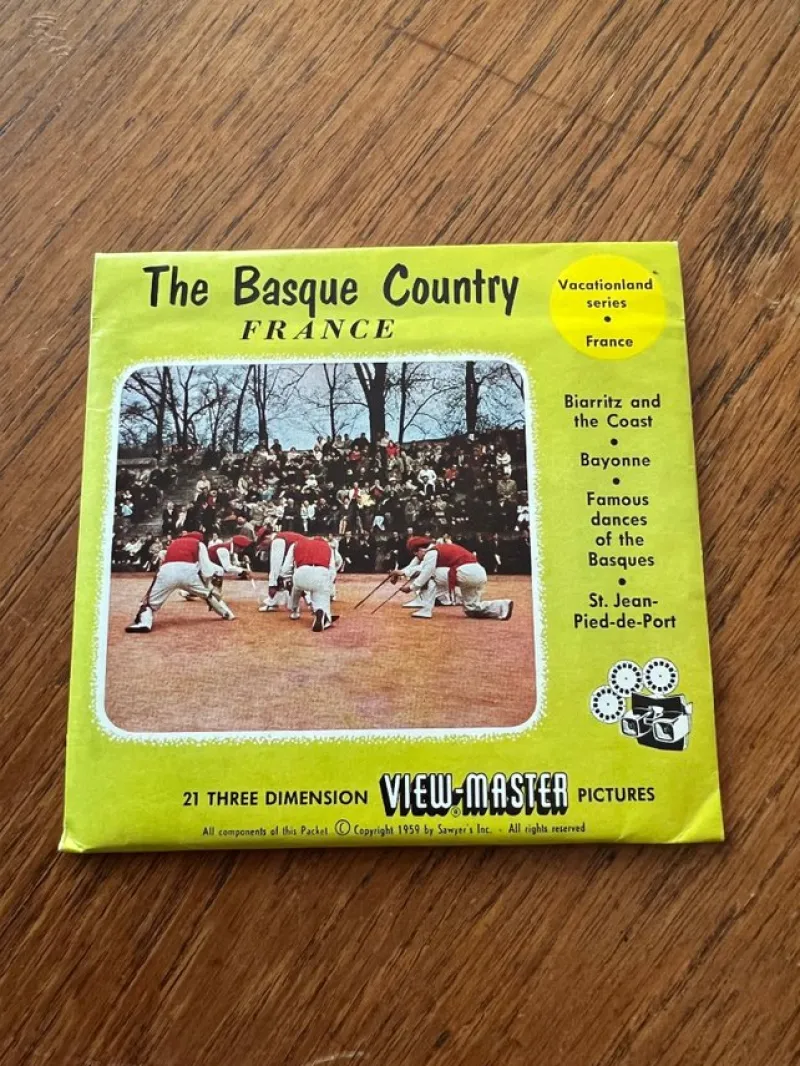 The Basque Country
FRANCE
Vacationland
series
•
France
Biarritz and
the Coast
•
Bayonne
•
Famous
dances
of the
Basques
•
St. Jean-
Pied-de-Port
21 THREE DIMENSION VIEW-MASTER® PICTURES
All components of this Packet © Copyright 1959 by Sawyer's Inc. - All rights reserved